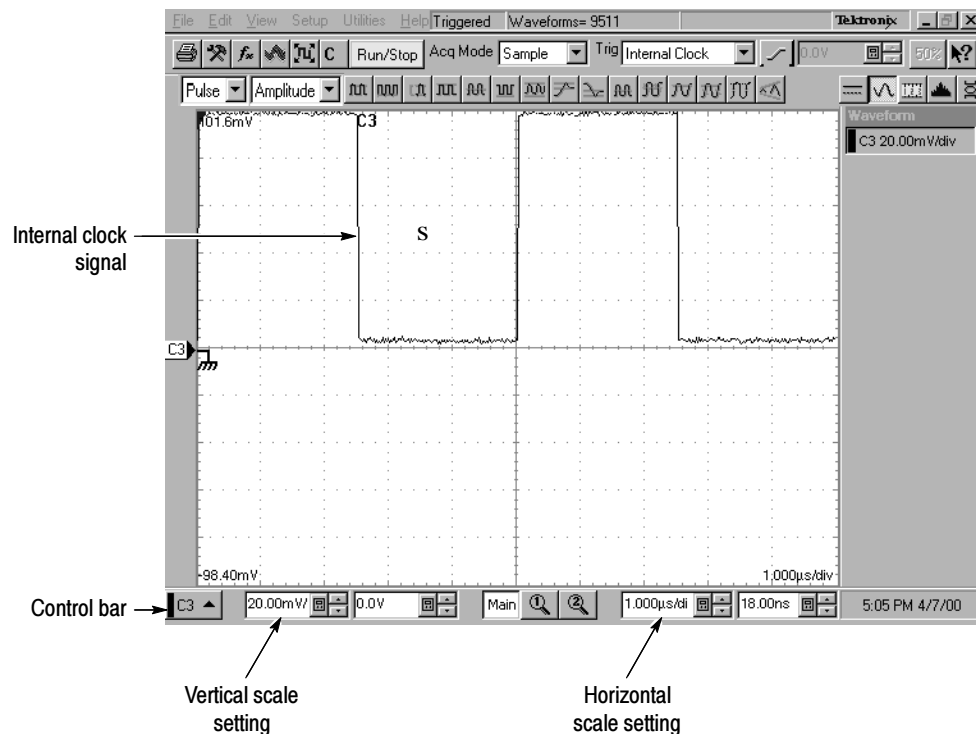 File Edit View Setup Utilities Help Triggered Waveforms= 9511 Tektronix
C Run/Stop Acq Mode Sample Trig Internal Clock 0.0V 50% ?
Pulse Amplitude
101.6mV C3
Waveform
C3 20.00mV/div
Internal clock
signal
S
C3
-98.40mV 1.000µs/div
Control bar
C3 20.00mV/ 0.0V Main 1 2 1.000µs/di 18.00ns 5:05 PM 4/7/00
Vertical scale
setting
Horizontal
scale setting